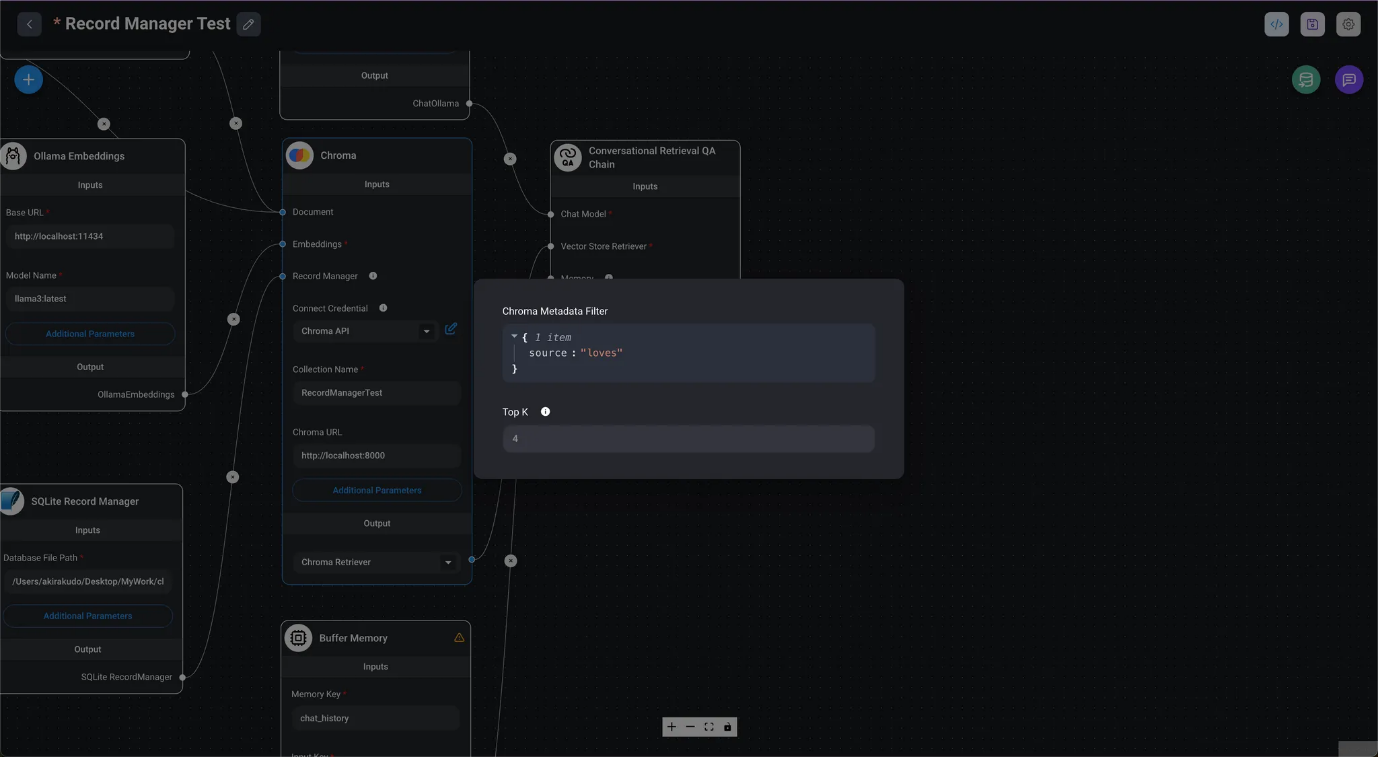 * Record Manager Test
Output
ChatOllama
Ollama Embeddings
Inputs
Base URL *
http://localhost:11434
Model Name *
llama3:latest
Additional Parameters
Output
OllamaEmbeddings
SQLite Record Manager
Inputs
Database File Path *
/Users/akirakudo/Desktop/MyWork/cl
Additional Parameters
Output
SQLite RecordManager
Chroma
Inputs
Document
Embeddings *
Record Manager
Connect Credential
Chroma API
Collection Name *
RecordManagerTest
Chroma URL
http://localhost:8000
Additional Parameters
Output
Chroma Retriever
Buffer Memory
Inputs
Memory Key *
chat_history
Input Key *
QA
Conversational Retrieval QA
Chain
Inputs
Chat Model *
Vector Store Retriever *
Memory
Chroma Metadata Filter
{ 1 item
source : "loves"
}
Top K
4